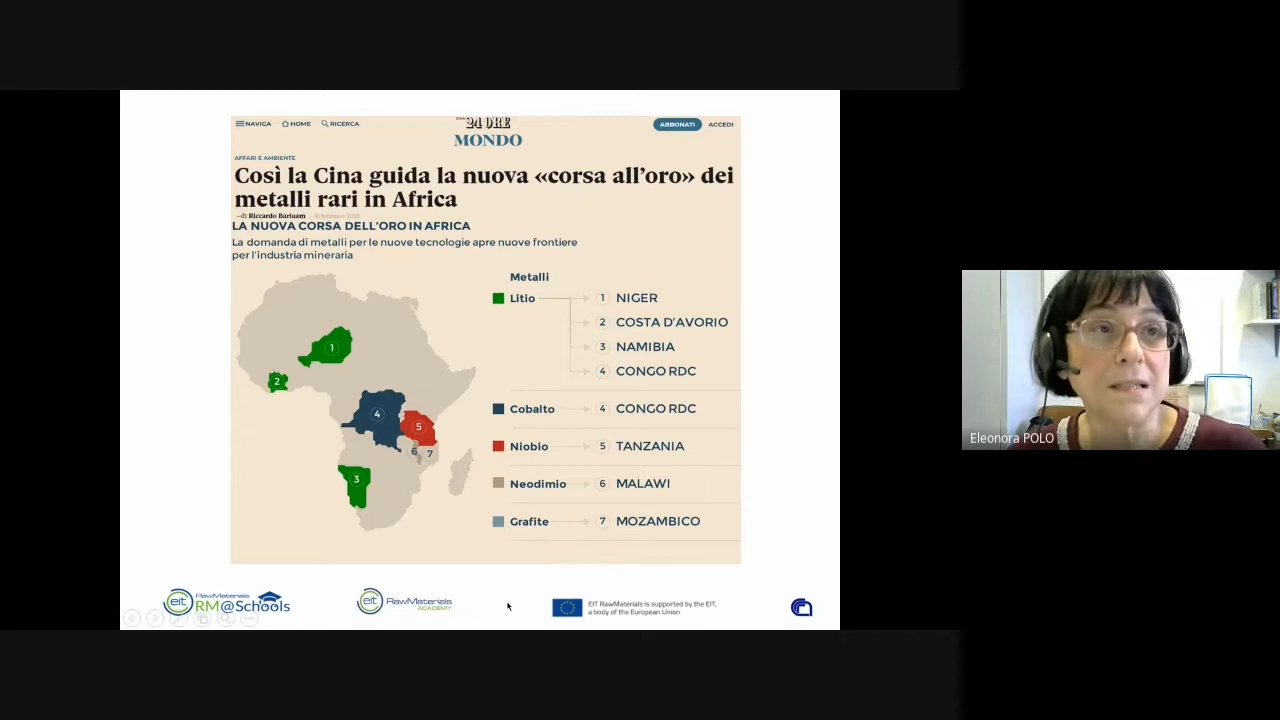 NAVIGA HOME RICERCA
24 ORE
ABBONATI ACCEDI
MONDO
AFFARI E AMBIENTE
Così la Cina guida la nuova «corsa all'oro» dei
metalli rari in Africa
–di Riccardo Barlaam
LA NUOVA CORSA DELL'ORO IN AFRICA
La domanda di metalli per le nuove tecnologie apre nuove frontiere
per l'industria mineraria
Metalli
Litio 1 NIGER
2 COSTA D'AVORIO
3 NAMIBIA
4 CONGO RDC
Cobalto 4 CONGO RDC
Niobio 5 TANZANIA
Neodimio 6 MALAWI
Grafite 7 MOZAMBICO
1
2
4
5
6
7
3
eit RawMaterials
RM@Schools
eit RawMaterials
ACADEMY
EIT RawMaterials is supported by the EIT,
a body of the European Union
Eleonora POLO